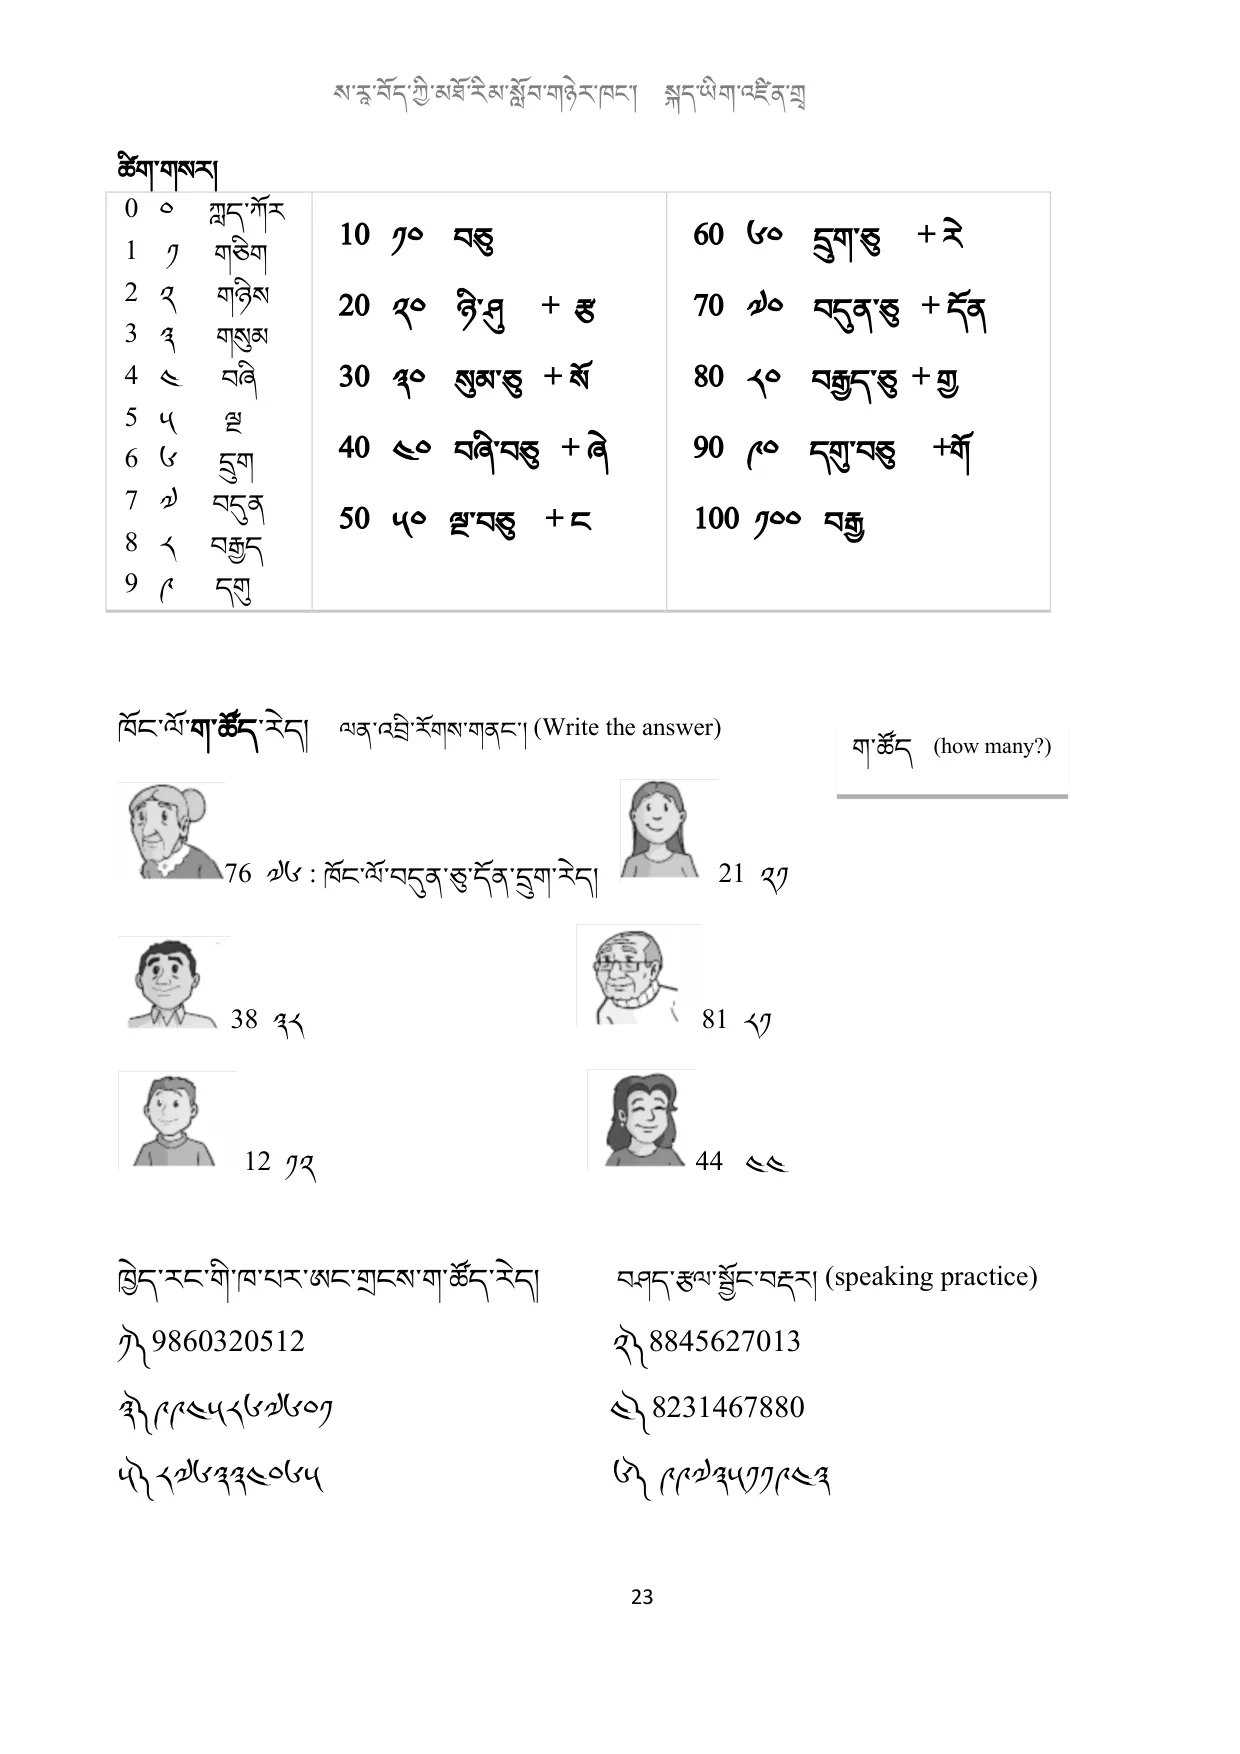 ས་རཱ་བོད་ཀྱི་མཐོ་རིམ་སློབ་གཉེར་ཁང་། སྐད་ཡིག་འཛིན་གྲྭ
ཚིག་གསར།
0 ༠ ཀླད་ཀོར
1 ༡ གཅིག
2 ༢ གཉིས
3 ༣ གསུམ
4 ༤ བཞི
5 ༥ ལྔ
6 ༦ དྲུག
7 ༧ བདུན
8 ༨ བརྒྱད
9 ༩ དགུ
10 ༡༠ བཅུ
20 ༢༠ ཉི་ཤུ + རྩ
30 ༣༠ སུམ་ཅུ + སོ
40 ༤༠ བཞི་བཅུ + ཞེ
50 ༥༠ ལྔ་བཅུ + ང
60 ༦༠ དྲུག་ཅུ + རེ
70 ༧༠ བདུན་ཅུ + དོན
80 ༨༠ བརྒྱད་ཅུ + གྱ
90 ༩༠ དགུ་བཅུ +གོ
100 ༡༠༠ བརྒྱ
ཁོང་ལོ་ག་ཚོད་རེད། ལན་འབྲི་རོགས་གནང་། (Write the answer)
ག་ཚོད (how many?)
76 ༧༦ : ཁོང་ལོ་བདུན་ཅུ་དོན་དྲུག་རེད། 21 ༢༡
38 ༣༨ 81 ༨༡
12 ༡༢ 44 ༤༤
ཁྱེད་རང་གི་ཁ་པར་ཨང་གྲངས་ག་ཚོད་རེད། བཤད་རྩལ་སྦྱོང་བརྡར། (speaking practice)
༡༽ 9860320512 ༢༽ 8845627013
༣༽ ༩༩༤༥༨༦༧༦༠༡ ༤༽ 8231467880
༥༽ ༨༧༦༣༣༤༠༦༥ ༦༽ ༩༩༧༣༥༡༡༩༤༣
23